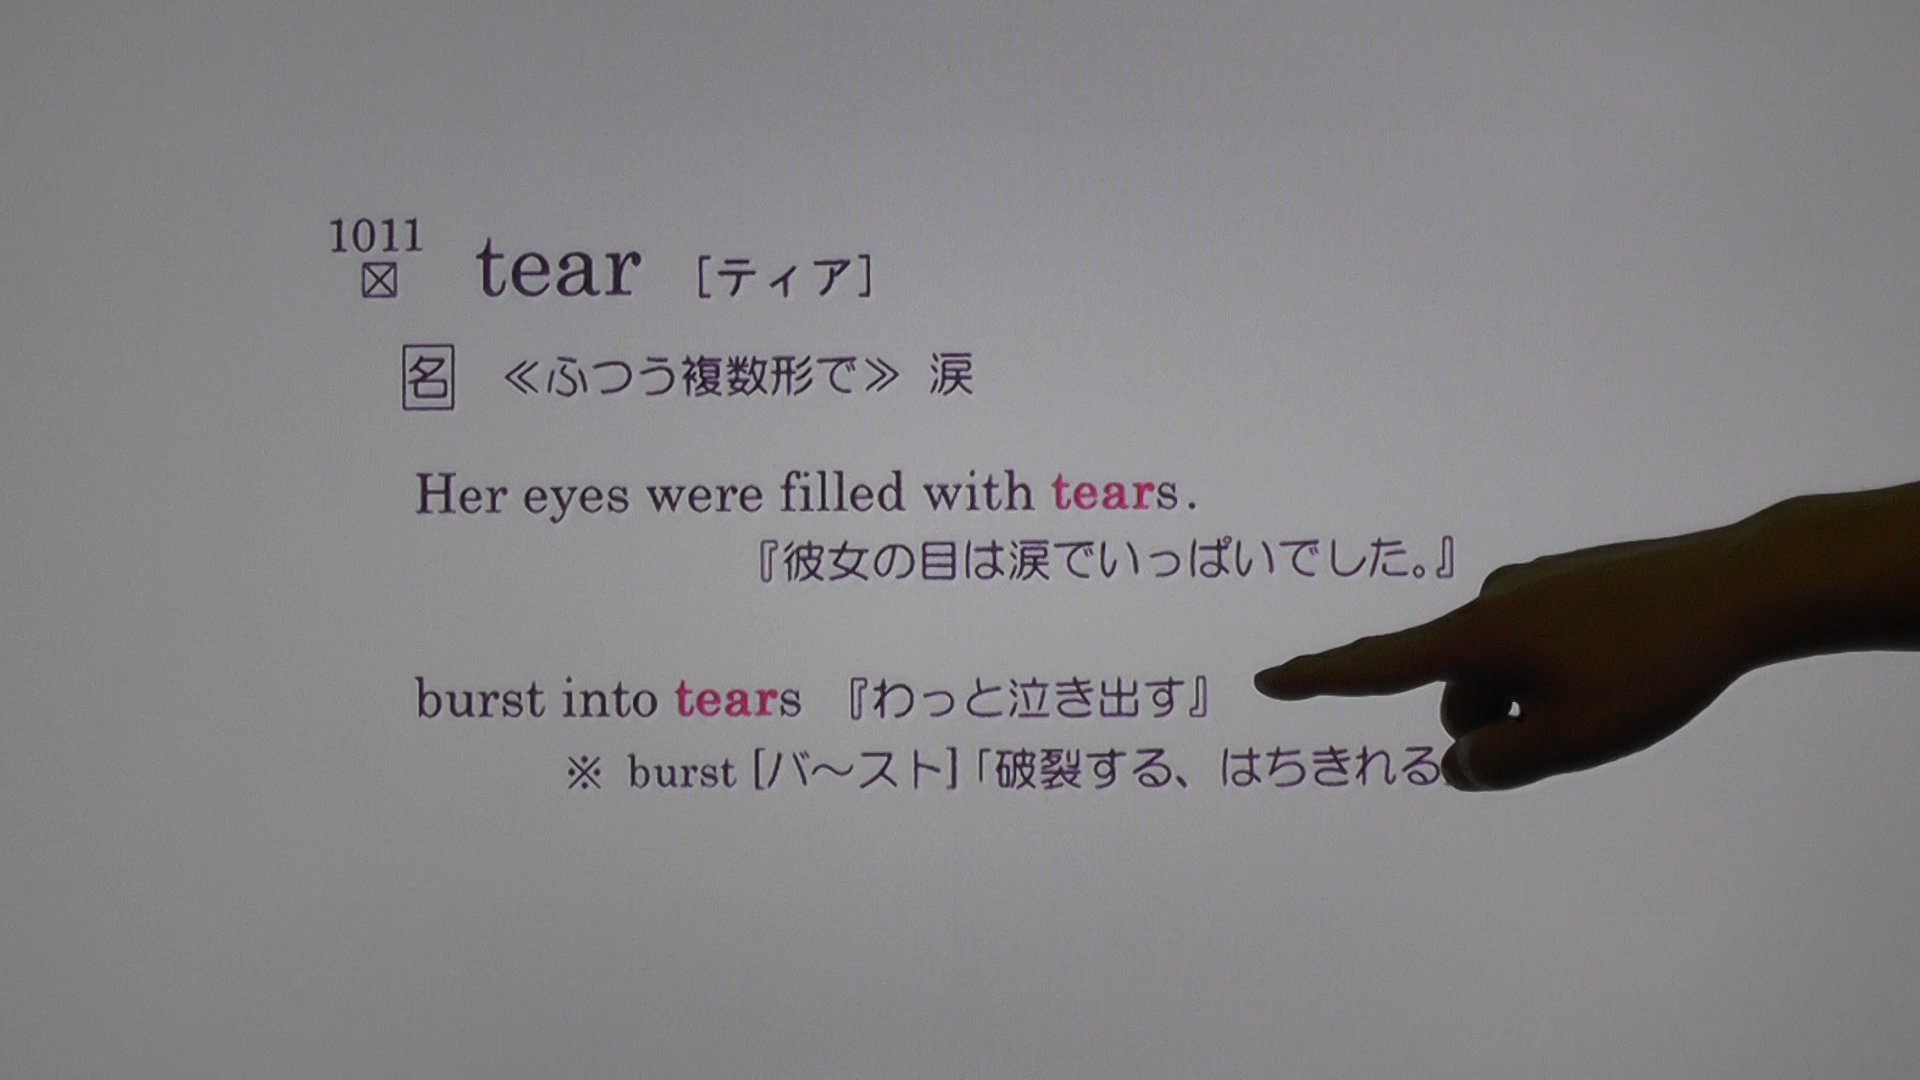 1011
☒ tear [ティア]
名 ≪ふつう複数形で≫ 涙
Her eyes were filled with tears.
『彼女の目は涙でいっぱいでした。』
burst into tears 『わっと泣き出す』
※ burst [バ〜スト]「破裂する、はちきれる